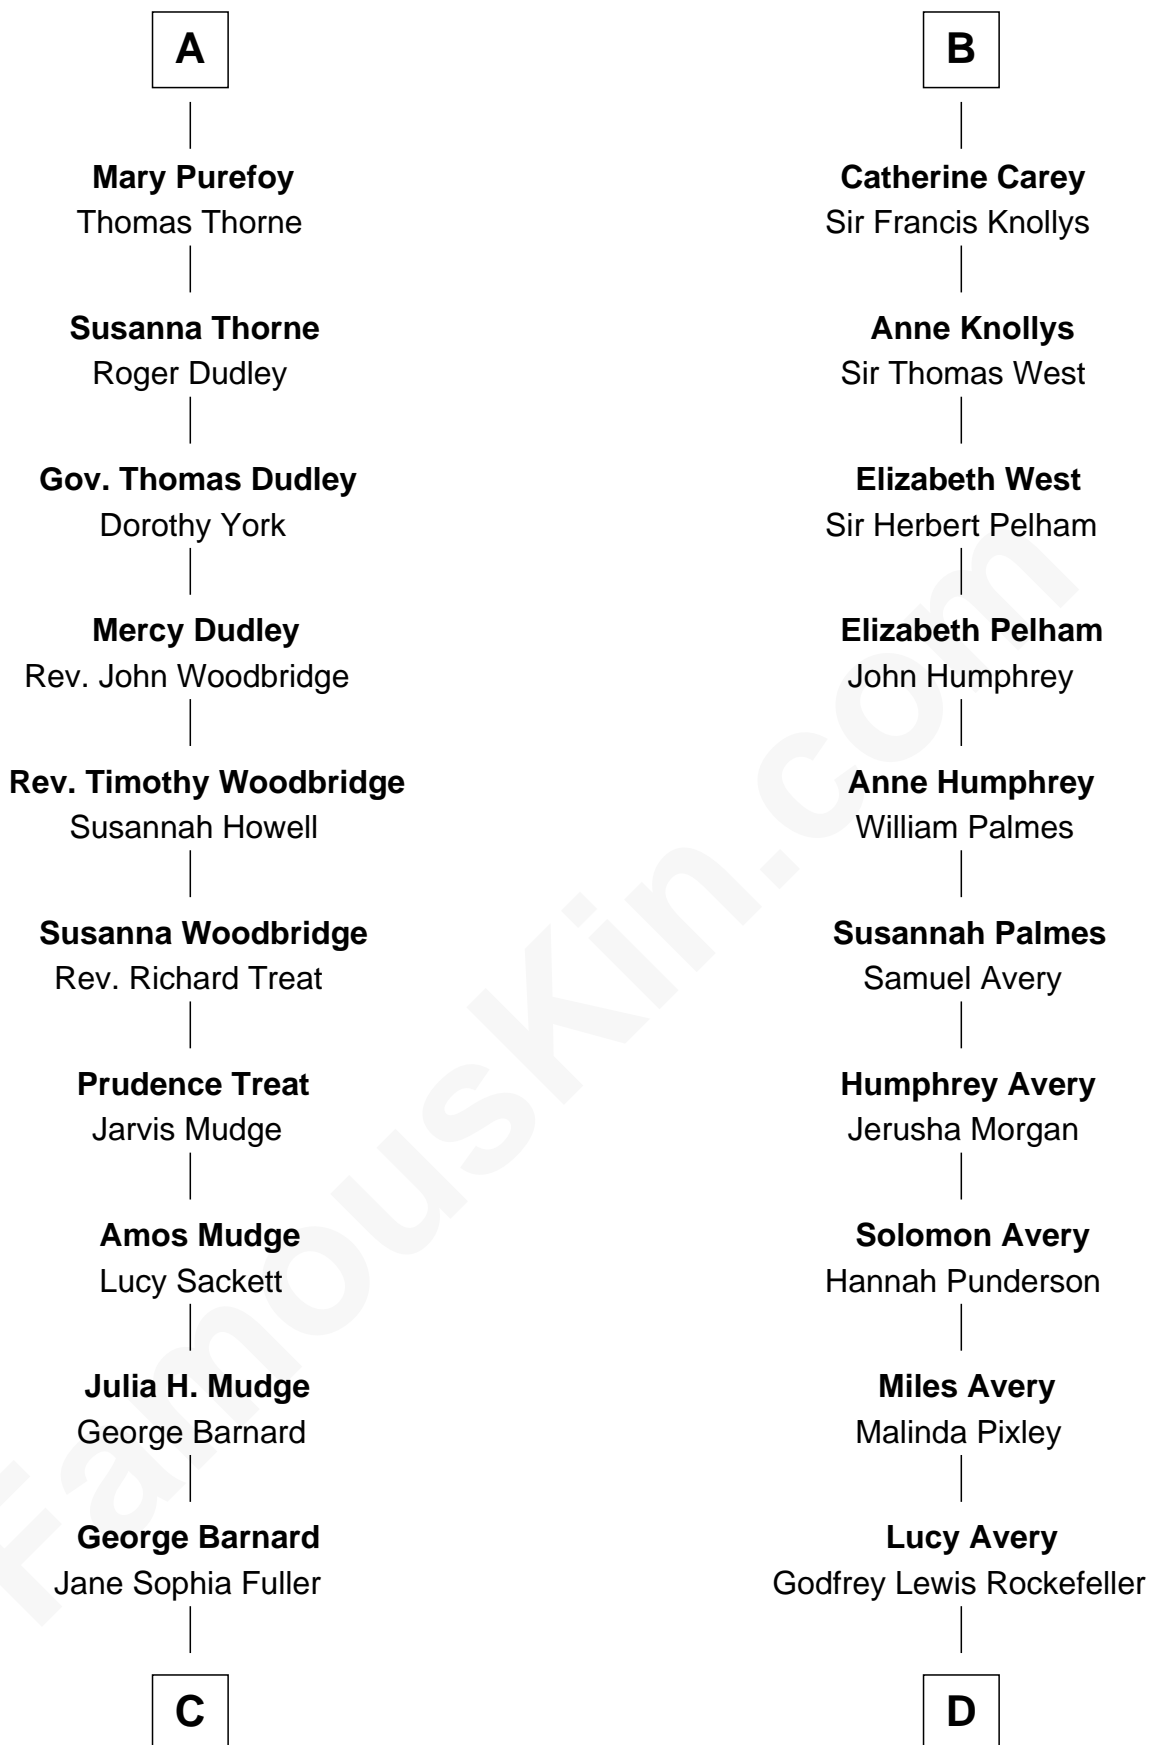 A
Mary Purefoy
Thomas Thorne
Susanna Thorne
Roger Dudley
Gov. Thomas Dudley
Dorothy York
Mercy Dudley
Rev. John Woodbridge
Rev. Timothy Woodbridge
Susannah Howell
Susanna Woodbridge
Rev. Richard Treat
Prudence Treat
Jarvis Mudge
Amos Mudge
Lucy Sackett
Julia H. Mudge
George Barnard
George Barnard
Jane Sophia Fuller
C
B
Catherine Carey
Sir Francis Knollys
Anne Knollys
Sir Thomas West
Elizabeth West
Sir Herbert Pelham
Elizabeth Pelham
John Humphrey
Anne Humphrey
William Palmes
Susannah Palmes
Samuel Avery
Humphrey Avery
Jerusha Morgan
Solomon Avery
Hannah Punderson
Miles Avery
Malinda Pixley
Lucy Avery
Godfrey Lewis Rockefeller
D
FamousKin.com